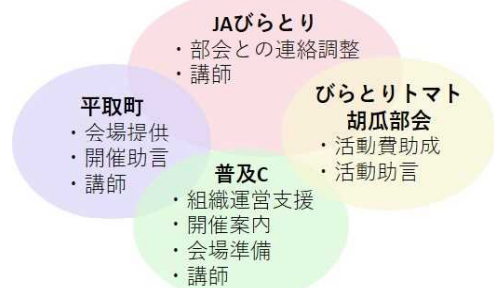 JAびらとり
・部会との連絡調整
・講師
平取町
・会場提供
・開催助言
・講師
びらとりトマト
胡瓜部会
・活動費助成
・活動助言
普及C
・組織運営支援
・開催案内
・会場準備
・講師